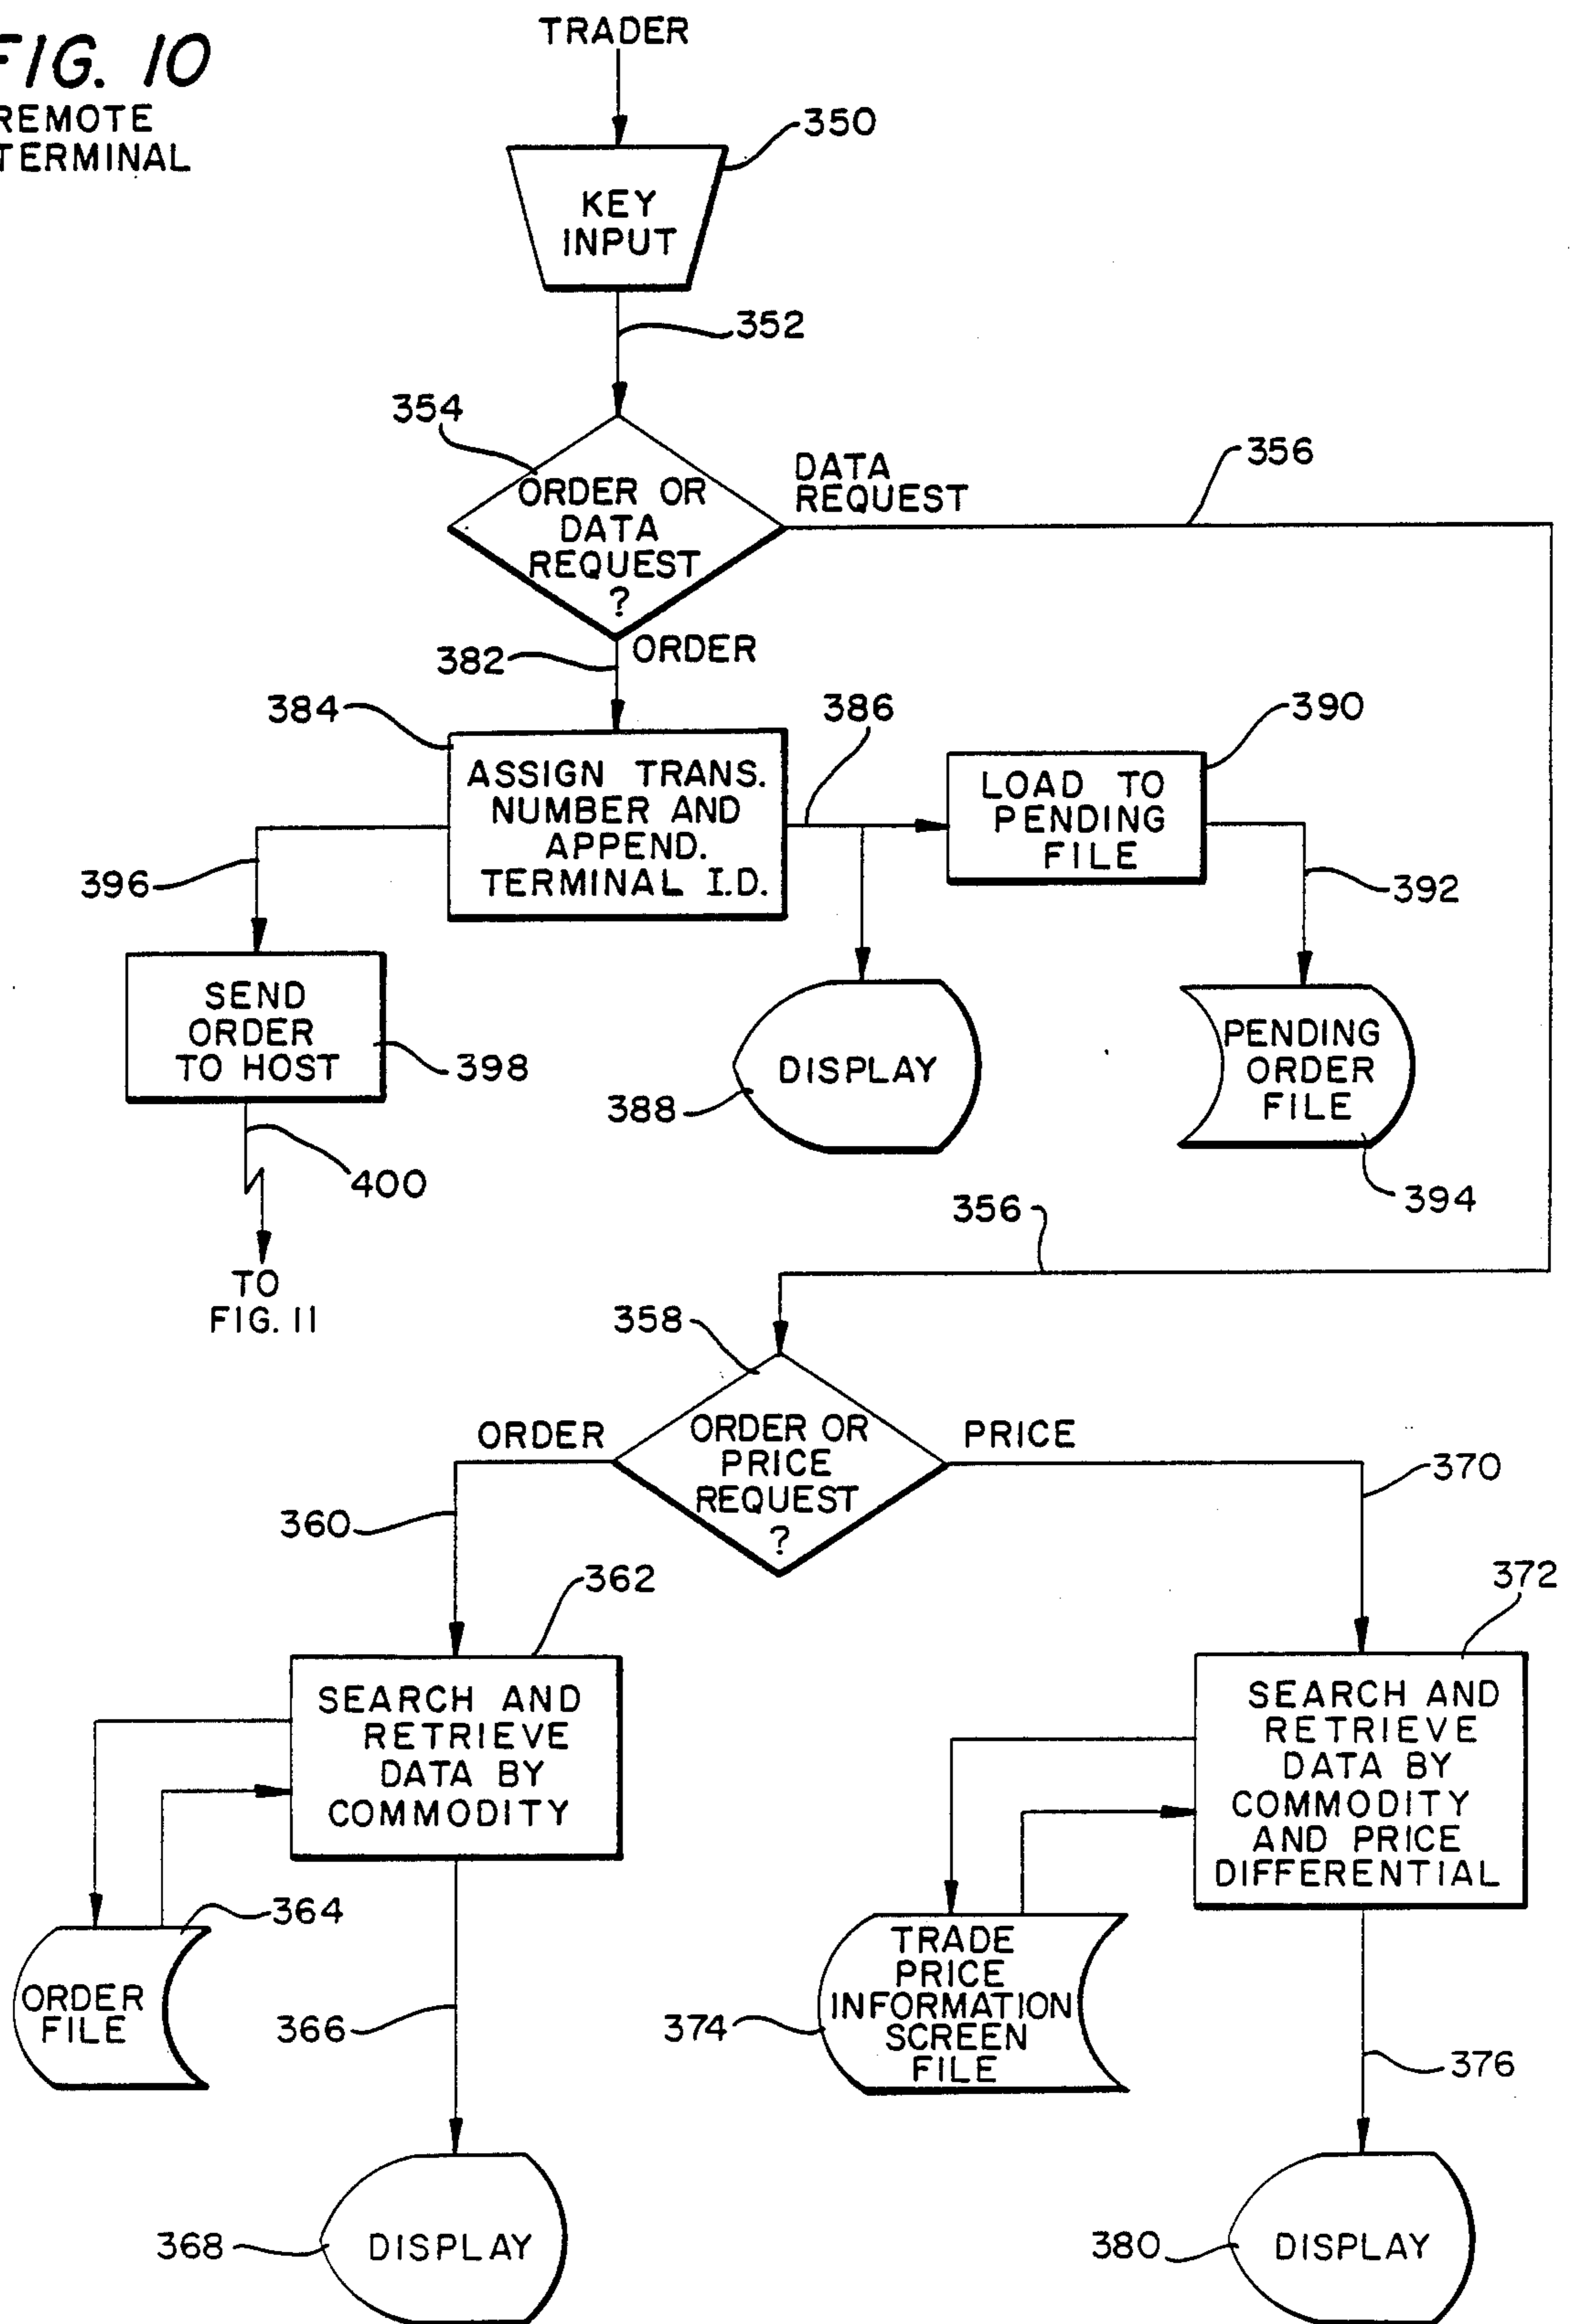 FIG. 10
REMOTE
TERMINAL
TRADER
350
KEY
INPUT
352
354
ORDER OR
DATA
REQUEST
?
DATA
REQUEST
356
382
ORDER
384
ASSIGN TRANS.
NUMBER AND
APPEND.
TERMINAL I.D.
386
390
LOAD TO
PENDING
FILE
392
396
SEND
ORDER
TO HOST
398
DISPLAY
388
PENDING
ORDER
FILE
394
400
TO
FIG. 11
356
358
ORDER
ORDER OR
PRICE
REQUEST
?
PRICE
360
370
362
372
SEARCH AND
RETRIEVE
DATA BY
COMMODITY
SEARCH AND
RETRIEVE
DATA BY
COMMODITY
AND PRICE
DIFFERENTIAL
364
ORDER
FILE
366
374
TRADE
PRICE
INFORMATION
SCREEN
FILE
376
368
DISPLAY
380
DISPLAY